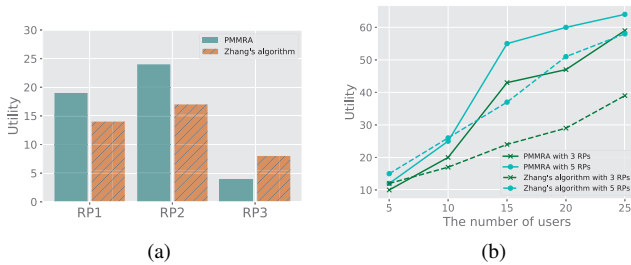 30
25
20
15
10
5
0
Utility
PMMRA
Zhang's algorithm
RP1 RP2 RP3
(a)
60
50
40
30
20
10
Utility
PMMRA with 3 RPs
PMMRA with 5 RPs
Zhang's algorithm with 3 RPs
Zhang's algorithm with 5 RPs
5 10 15 20 25
The number of users
(b)